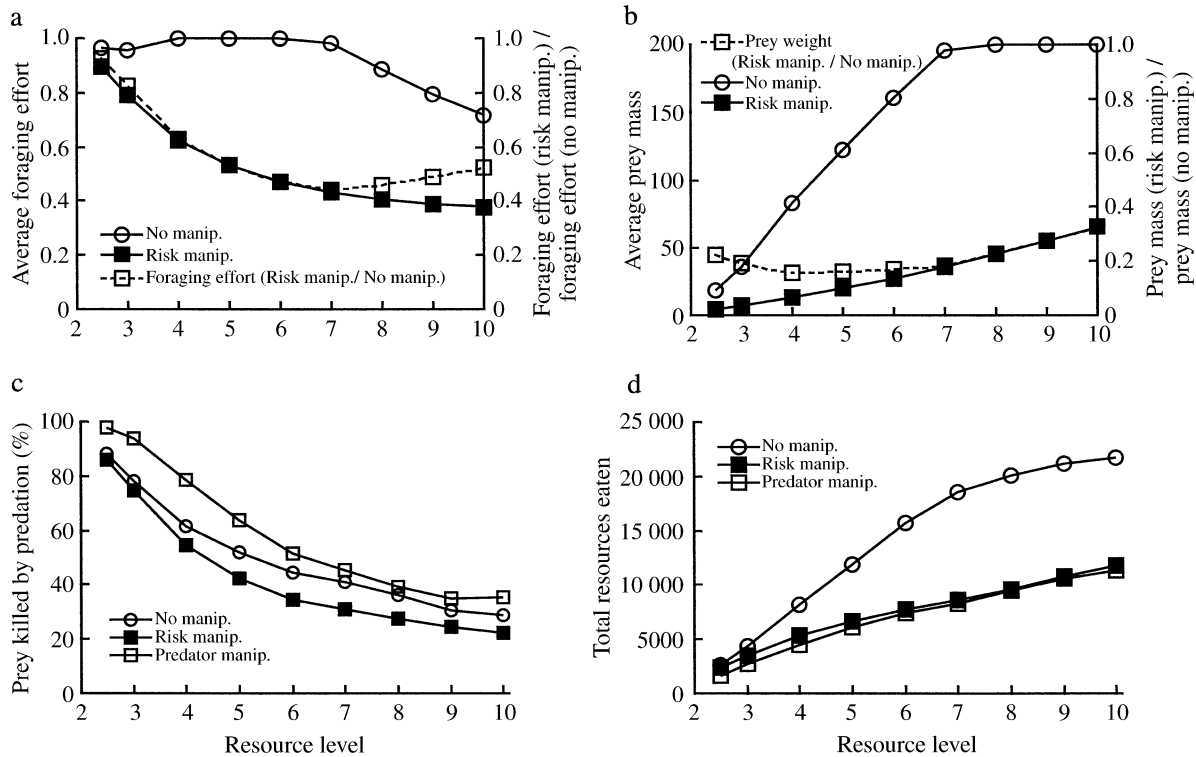 a
1.0
0.8
0.6
0.4
0.2
0
Average foraging effort
No manip.
Risk manip.
Foraging effort (Risk manip./ No manip.)
2 3 4 5 6 7 8 9 10
1.0
0.8
0.6
0.4
0.2
0
Foraging effort (risk manip.) /
foraging effort (no manip.)
b
200
150
100
50
0
Average prey mass
Prey weight
(Risk manip. / No manip.)
No manip.
Risk manip.
2 3 4 5 6 7 8 9 10
1.0
0.8
0.6
0.4
0.2
0
Prey mass (risk manip.) /
prey mass (no manip.)
c
100
80
60
40
20
0
Prey killed by predation (%)
No manip.
Risk manip.
Predator manip.
2 3 4 5 6 7 8 9 10
Resource level
d
25 000
20 000
15 000
10 000
5000
0
Total resources eaten
No manip.
Risk manip.
Predator manip.
2 3 4 5 6 7 8 9 10
Resource level